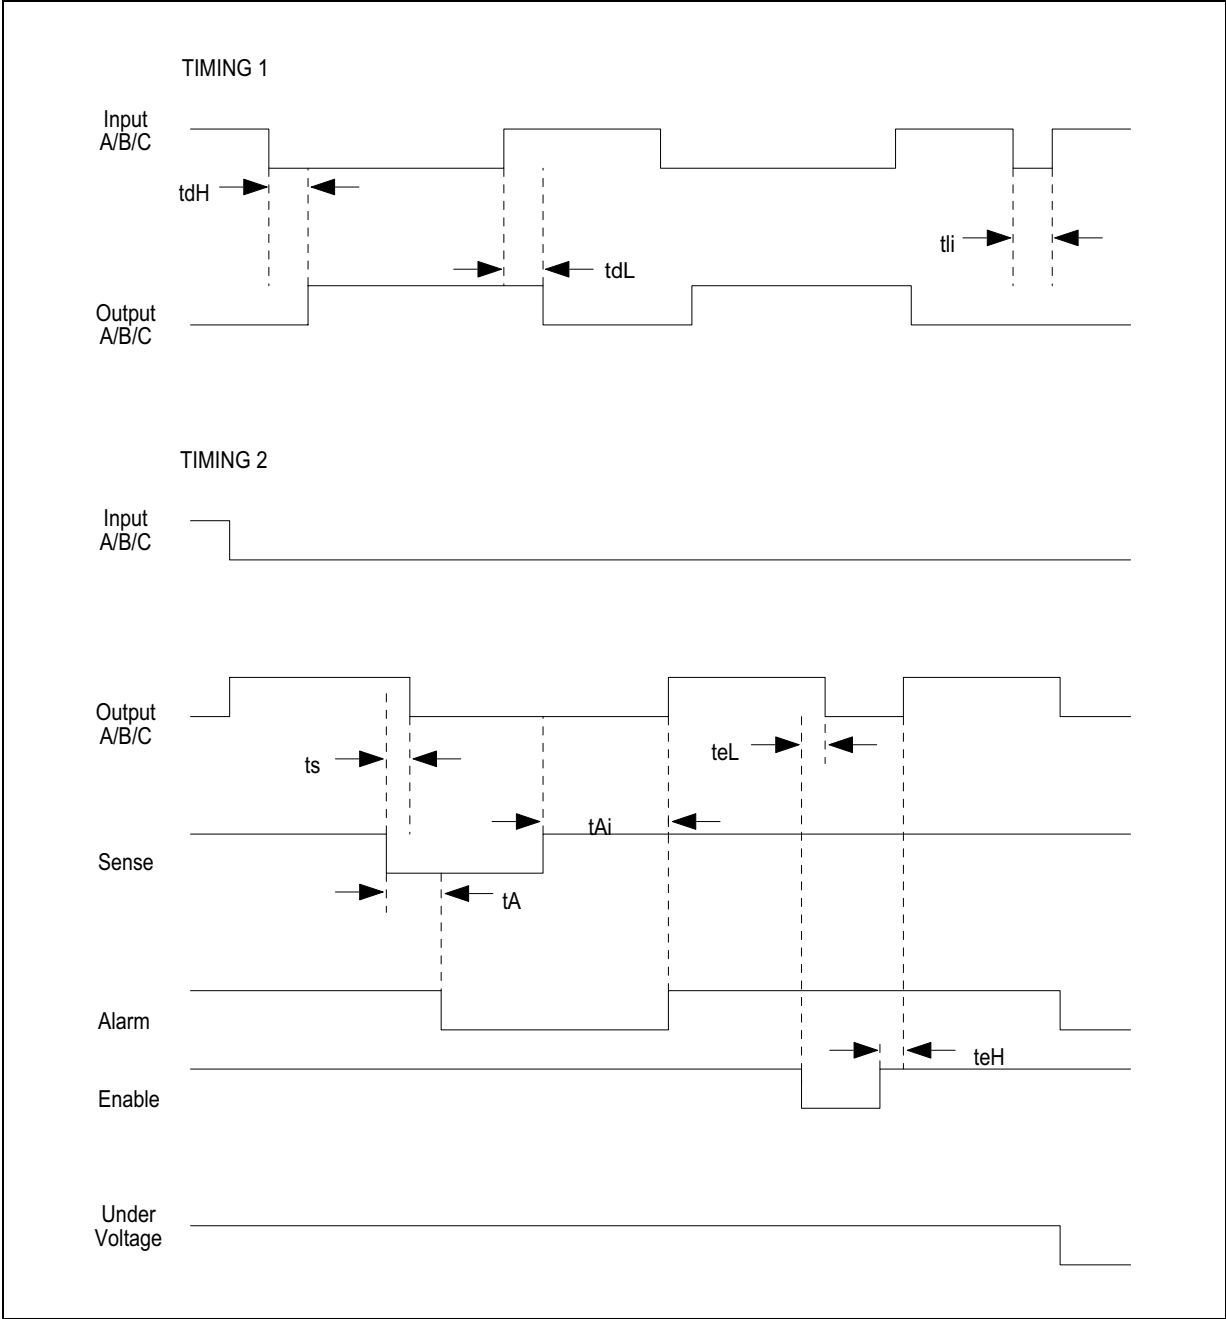 TIMING 1
Input
A/B/C
tdH
tli
tdL
Output
A/B/C
TIMING 2
Input
A/B/C
Output
A/B/C
ts
teL
tAi
Sense
tA
Alarm
teH
Enable
Under
Voltage